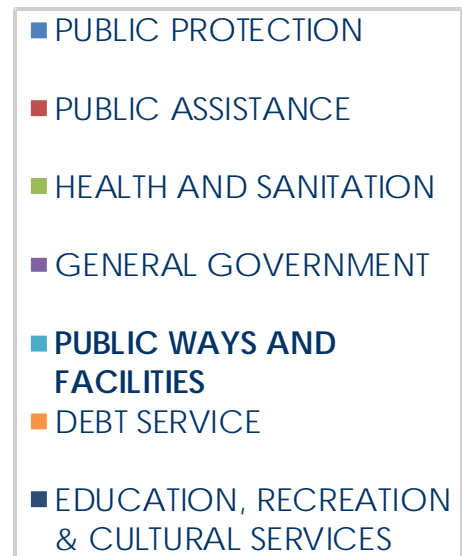 PUBLIC PROTECTION
PUBLIC ASSISTANCE
HEALTH AND SANITATION
GENERAL GOVERNMENT
PUBLIC WAYS AND
FACILITIES
DEBT SERVICE
EDUCATION, RECREATION
& CULTURAL SERVICES